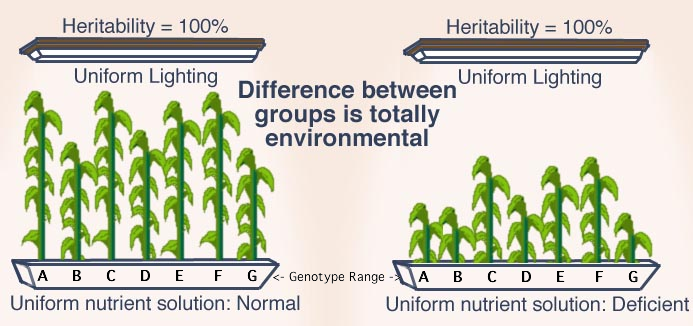 Heritability = 100%
Heritability = 100%
Uniform Lighting
Uniform Lighting
Difference between
groups is totally
environmental
A B C D E F G
<- Genotype Range ->
A B C D E F G
Uniform nutrient solution: Normal
Uniform nutrient solution: Deficient